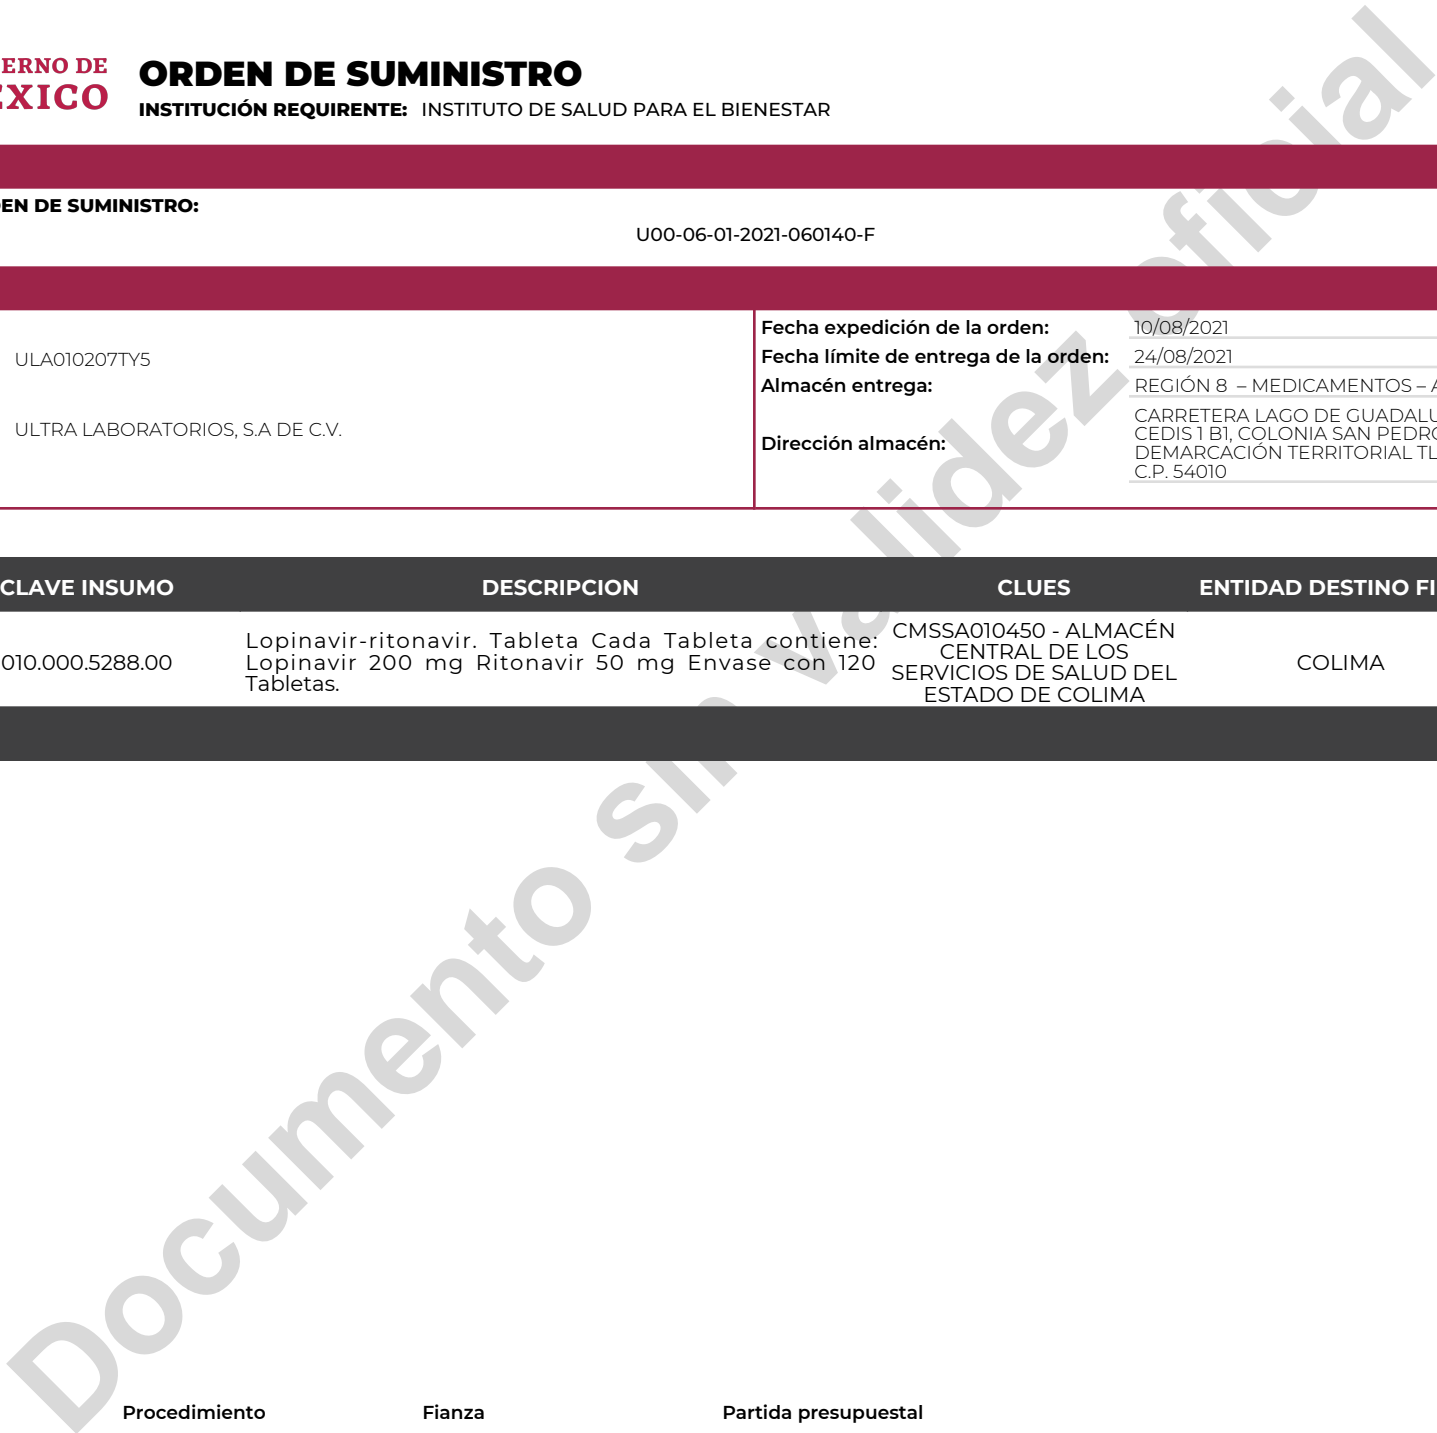 ERNO DE
EXICO
ORDEN DE SUMINISTRO
INSTITUCIÓN REQUIRENTE: INSTITUTO DE SALUD PARA EL BIENESTAR
EN DE SUMINISTRO:
U00-06-01-2021-060140-F
ULA010207TY5
ULTRA LABORATORIOS, S.A DE C.V.
Fecha expedición de la orden: 10/08/2021
Fecha límite de entrega de la orden: 24/08/2021
Almacén entrega: REGIÓN 8 – MEDICAMENTOS – A
Dirección almacén:
CARRETERA LAGO DE GUADALU
CEDIS 1 B1, COLONIA SAN PEDRO
DEMARCACIÓN TERRITORIAL TL
C.P. 54010
CLAVE INSUMO DESCRIPCION CLUES ENTIDAD DESTINO FI
010.000.5288.00
Lopinavir-ritonavir. Tableta Cada Tableta contiene:
Lopinavir 200 mg Ritonavir 50 mg Envase con 120
Tabletas.
CMSSA010450 - ALMACÉN
CENTRAL DE LOS
SERVICIOS DE SALUD DEL
ESTADO DE COLIMA
COLIMA
Documento sin validez oficial
Procedimiento Fianza Partida presupuestal